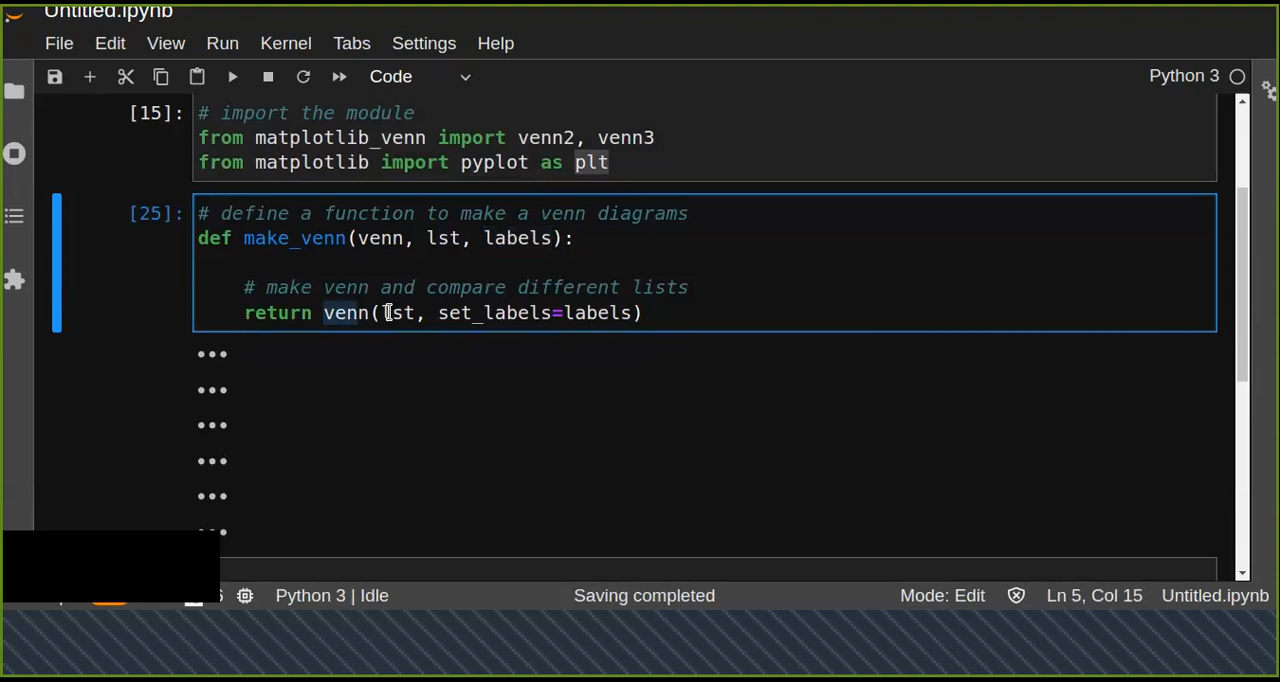 Untitled.ipynb
File Edit View Run Kernel Tabs Settings Help
Code Python 3
[15]: # import the module
from matplotlib_venn import venn2, venn3
from matplotlib import pyplot as plt
[25]: # define a function to make a venn diagrams
def make_venn(venn, lst, labels):
# make venn and compare different lists
return venn(lst, set_labels=labels)
Python 3 | Idle Saving completed Mode: Edit Ln 5, Col 15 Untitled.ipynb